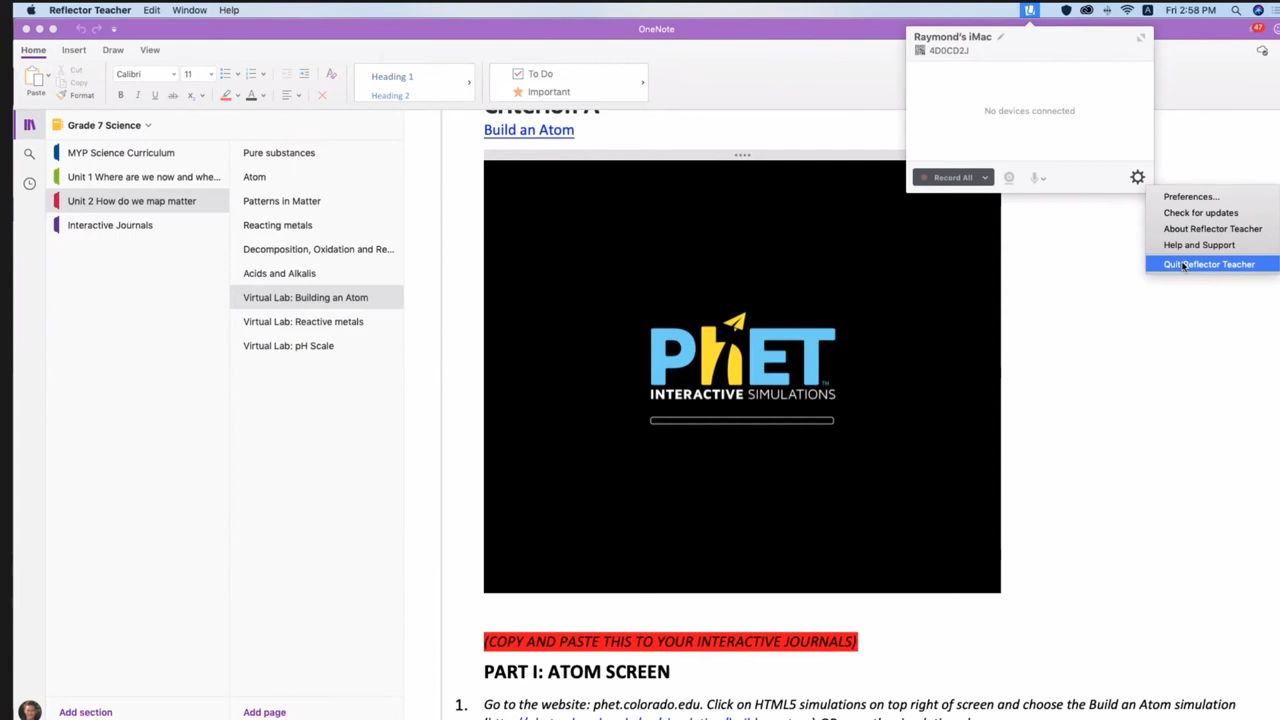 Reflector Teacher Edit Window Help
Fri 2:58 PM
OneNote
47
Home Insert Draw View
Paste
Cut
Copy
Format
Calibri 11
B I U ab x
A
Heading 1
Heading 2
To Do
Important
Raymond's iMac
4D0CD2J
No devices connected
Record All
Preferences...
Check for updates
About Reflector Teacher
Help and Support
Quit Reflector Teacher
Grade 7 Science
MYP Science Curriculum
Unit 1 Where are we now and whe...
Unit 2 How do we map matter
Interactive Journals
Pure substances
Atom
Patterns in Matter
Reacting metals
Decomposition, Oxidation and Re...
Acids and Alkalis
Virtual Lab: Building an Atom
Virtual Lab: Reactive metals
Virtual Lab: pH Scale
Add section
Add page
Criterion A
Build an Atom
PhET
TM
INTERACTIVE SIMULATIONS
(COPY AND PASTE THIS TO YOUR INTERACTIVE JOURNALS)
PART I: ATOM SCREEN
1. Go to the website: phet.colorado.edu. Click on HTML5 simulations on top right of screen and choose the Build an Atom simulation